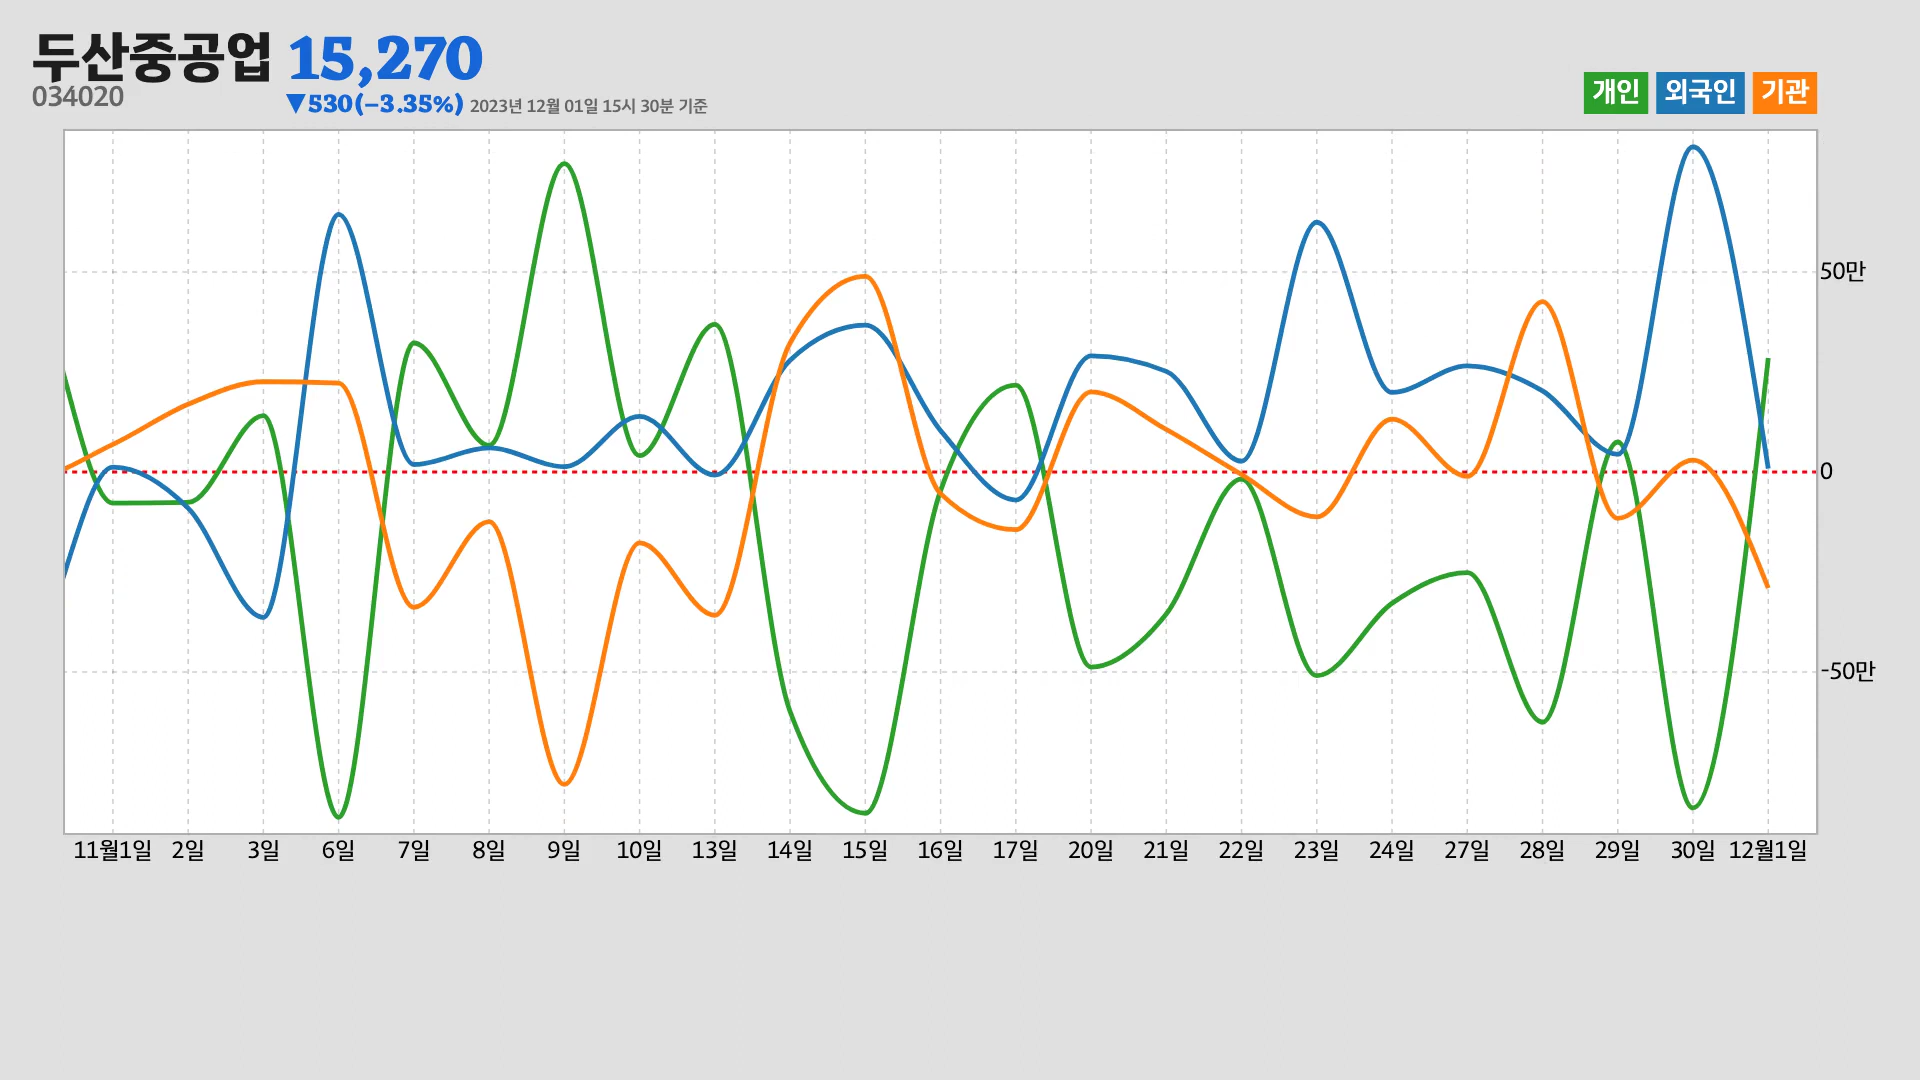 두산중공업 15,270
034020
▼530(−3.35%) 2023년 12월 01일 15시 30분 기준
개인 외국인 기관
50만
0
-50만
11월1일 2일 3일 6일 7일 8일 9일 10일 13일 14일 15일 16일 17일 20일 21일 22일 23일 24일 27일 28일 29일 30일 12월1일